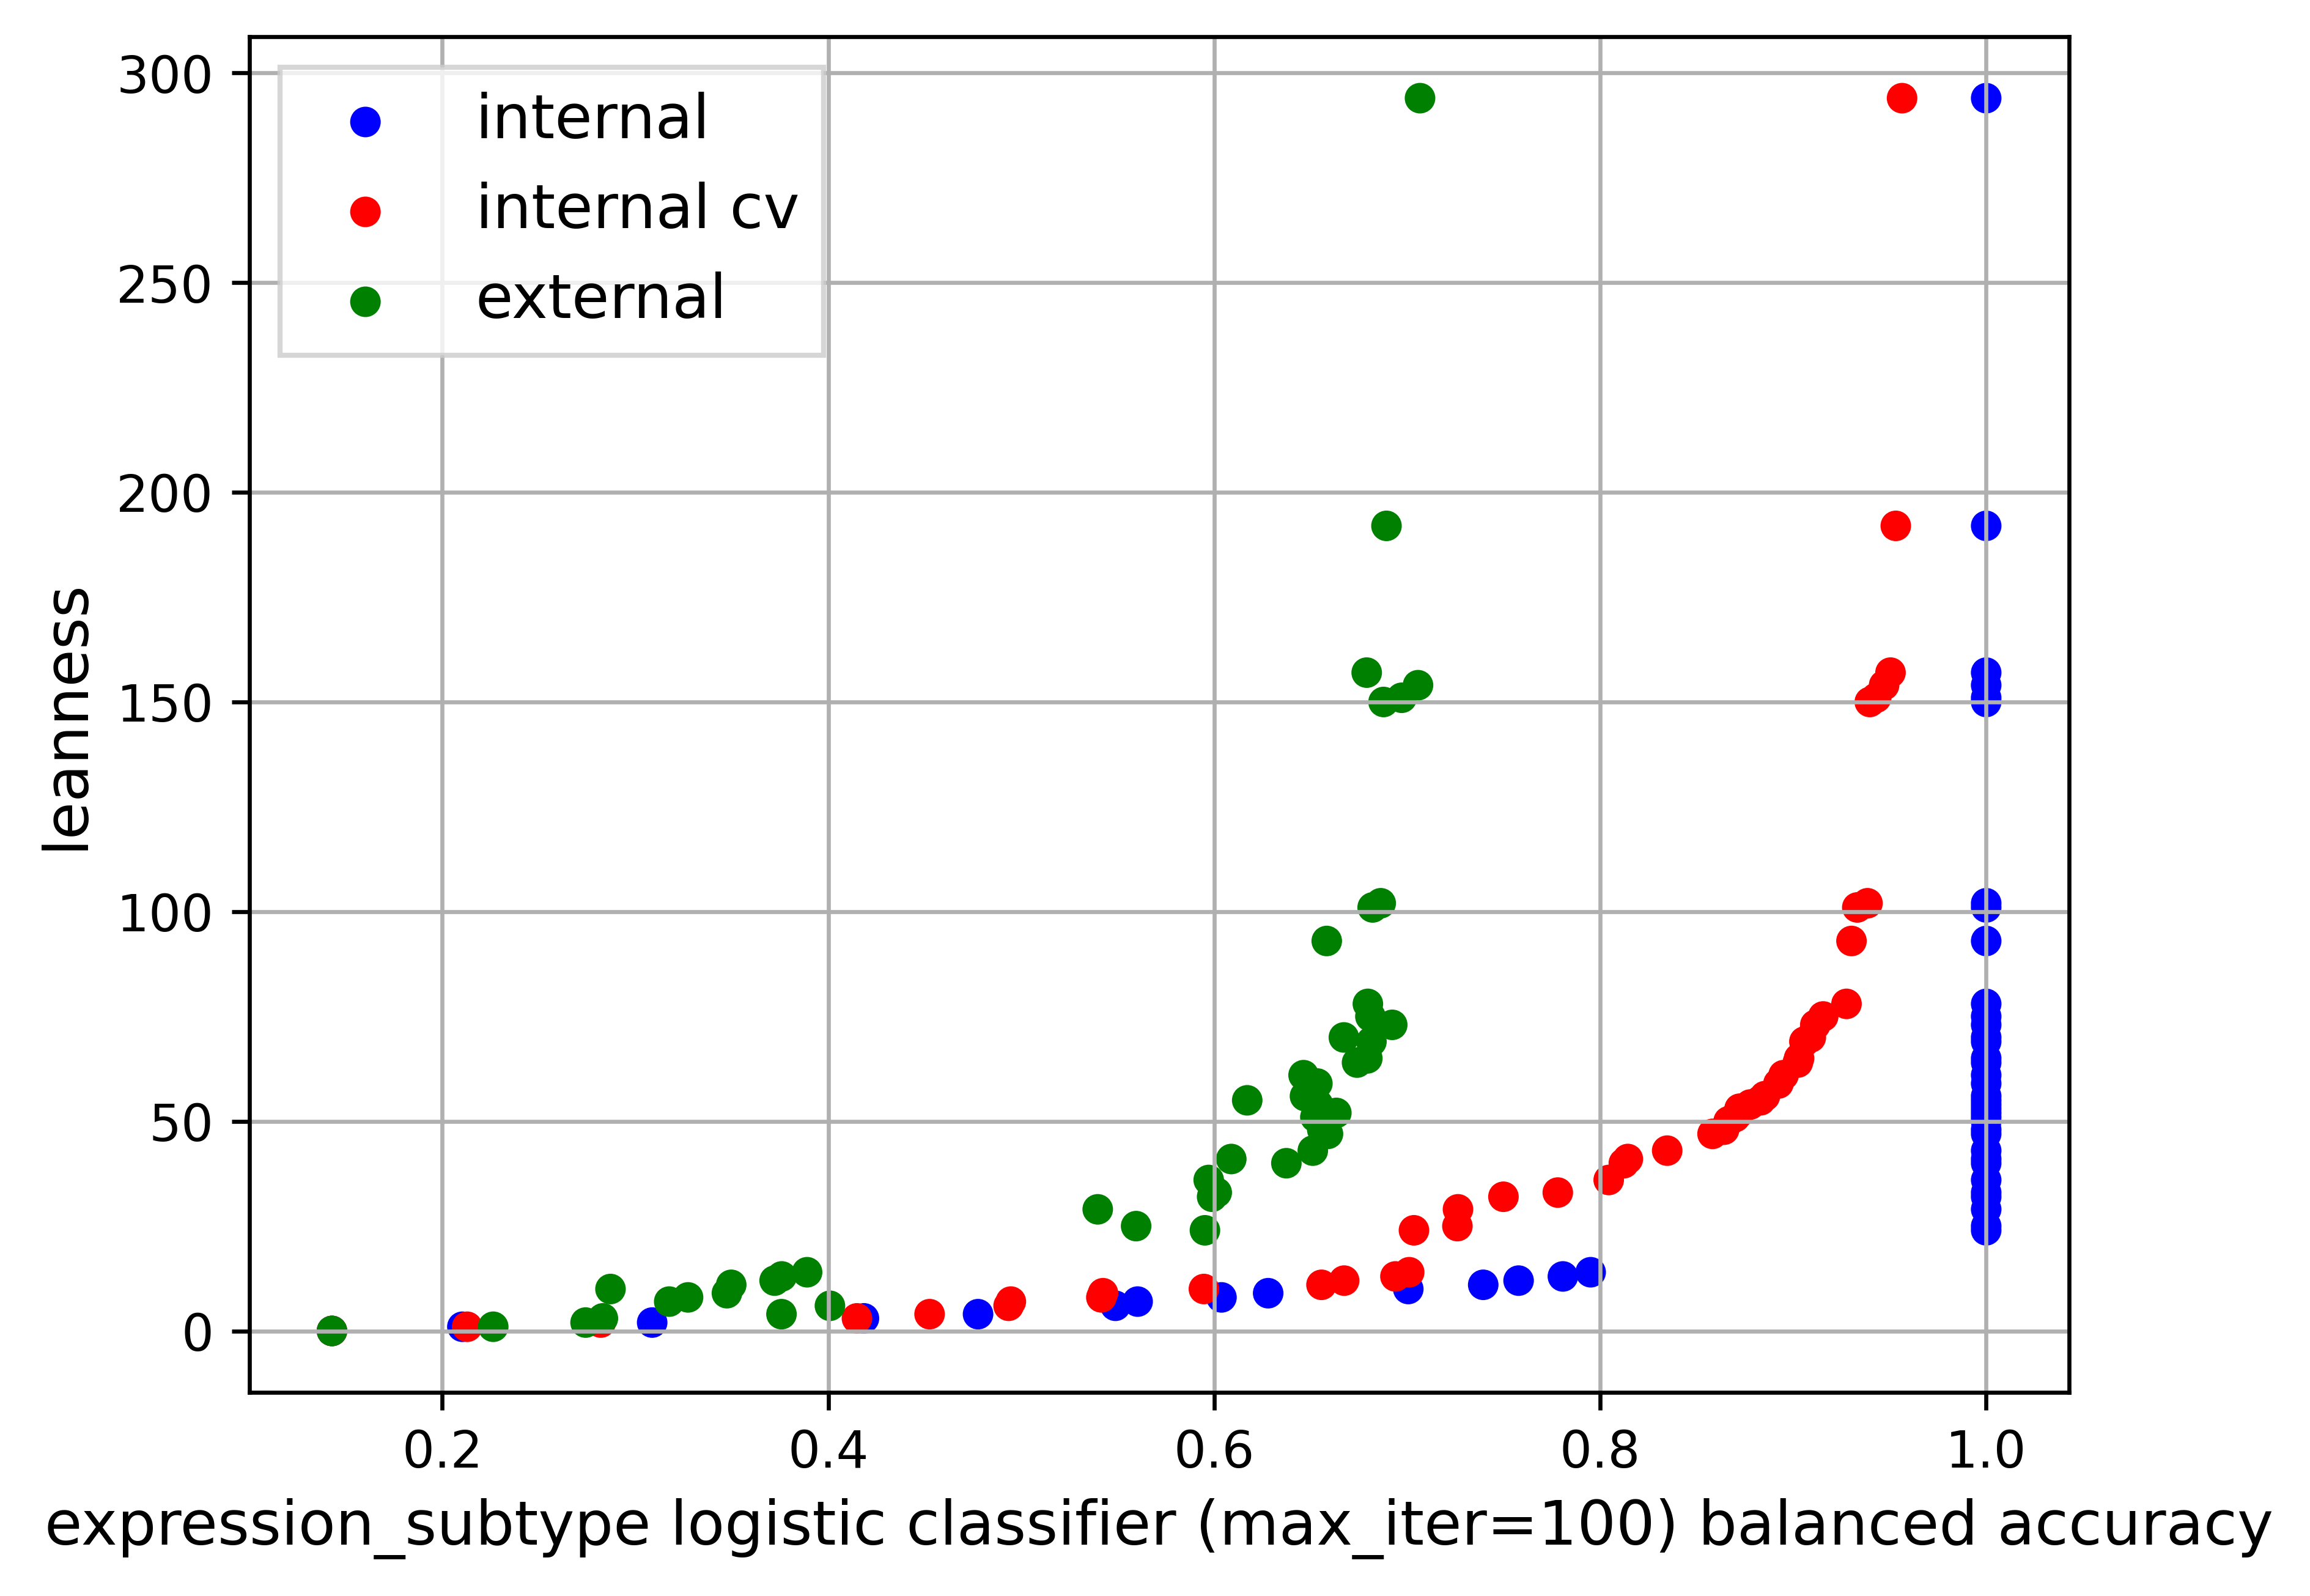 300
250
200
150
100
50
0
leanness
internal
internal cv
external
0.2 0.4 0.6 0.8 1.0
expression_subtype logistic classifier (max_iter=100) balanced accuracy